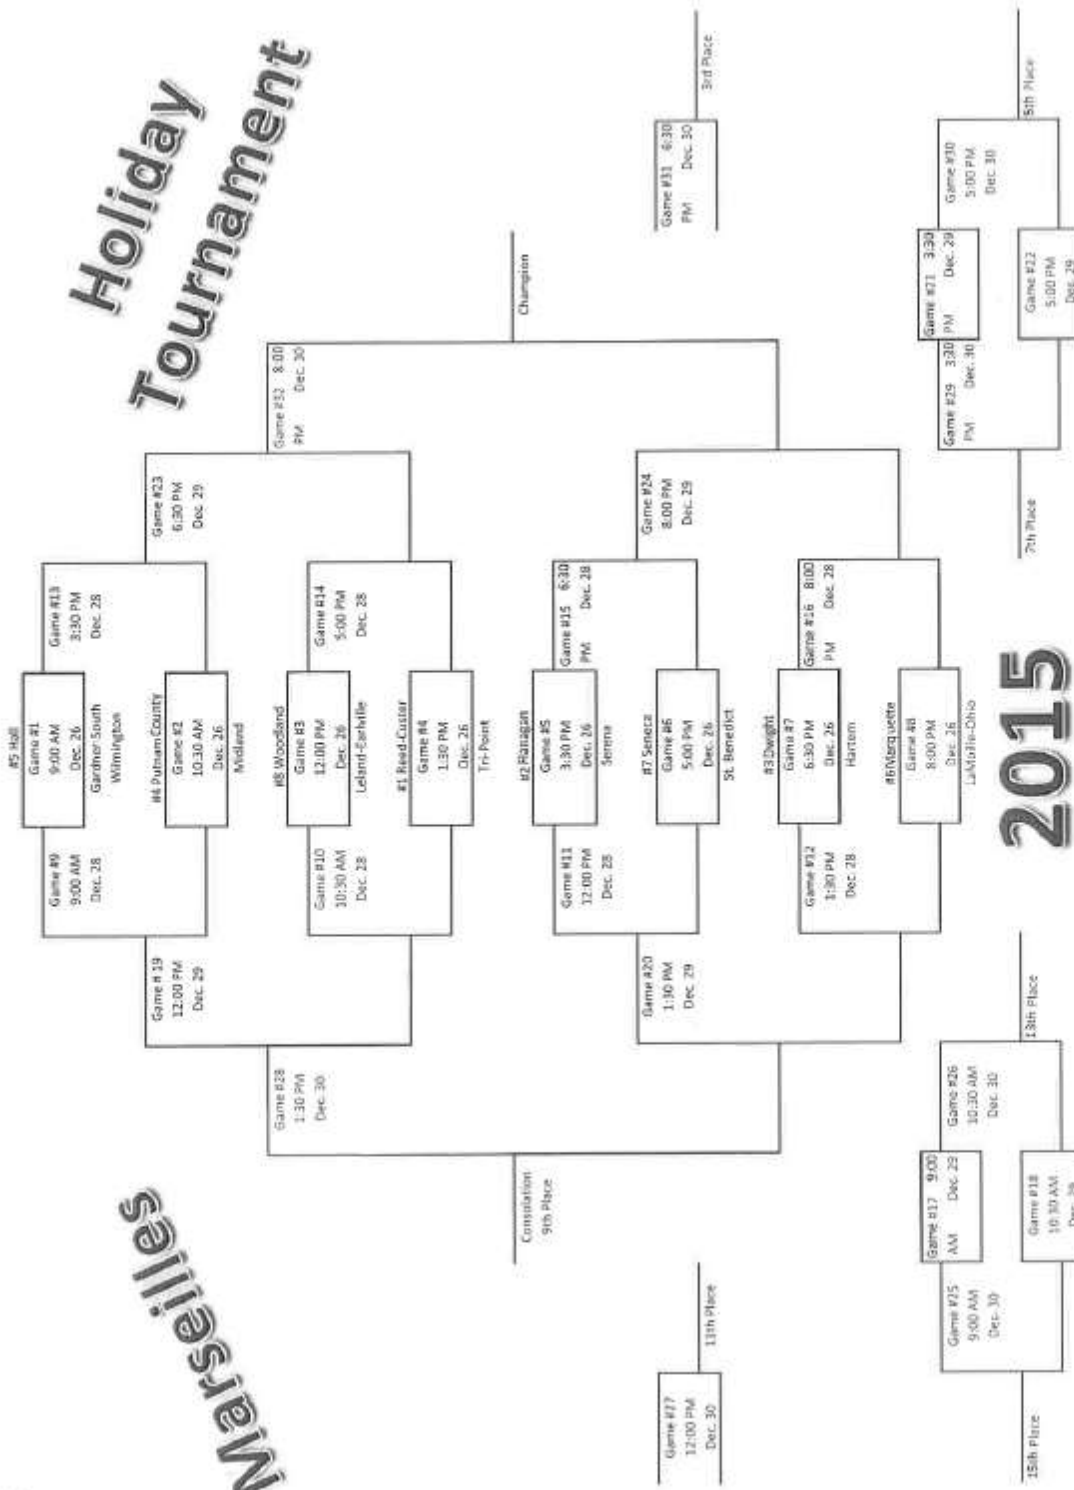 Marseilles
Holiday
Tournament
2015
#5 Hall
Game #1
9:00 AM
Dec. 26
Gardner South
Wilmington
#4 Putnam County
Game #2
10:30 AM
Dec. 26
Midland
#8 Woodland
Game #3
12:00 PM
Dec. 26
Leland-Earlville
#1 Reed-Custer
Game #4
1:30 PM
Dec. 26
Tri-Point
#2 Flanagan
Game #5
3:30 PM
Dec. 26
Serena
#7 Seneca
Game #6
5:00 PM
Dec. 26
St. Benedict
#3 Dwight
Game #7
6:30 PM
Dec. 26
#6 Marquette
Game #8
8:00 PM
Dec. 26
LaMoille-Ohio
Game #9
9:00 AM
Dec. 28
Game #10
10:30 AM
Dec. 28
Game #11
12:00 PM
Dec. 28
Game #12
1:30 PM
Dec. 28
Game #13
3:30 PM
Dec. 28
Game #14
5:00 PM
Dec. 28
Game #15 6:30
PM Dec. 28
Game #16 8:00
PM Dec. 28
Game # 19
12:00 PM
Dec. 29
Game #20
1:30 PM
Dec. 29
Game #23
6:30 PM
Dec. 29
Game #24
8:00 PM
Dec. 29
Game #28
1:30 PM
Dec. 30
Consolation
9th Place
Game #32 8:00
PM Dec. 30
Champion
Game #27
12:00 PM
Dec. 30
11th Place
Game #31 6:30
PM Dec. 30
3rd Place
Game #17 9:00
AM Dec. 29
Game #18
10:30 AM
Dec. 29
Game #25
9:00 AM
Dec. 30
15th Place
Game #26
10:30 AM
Dec. 30
13th Place
Game #21 3:30
PM Dec. 29
Game #22
5:00 PM
Dec. 29
Game #29 3:30
PM Dec. 30
7th Place
Game #30
5:00 PM
Dec. 30
5th Place